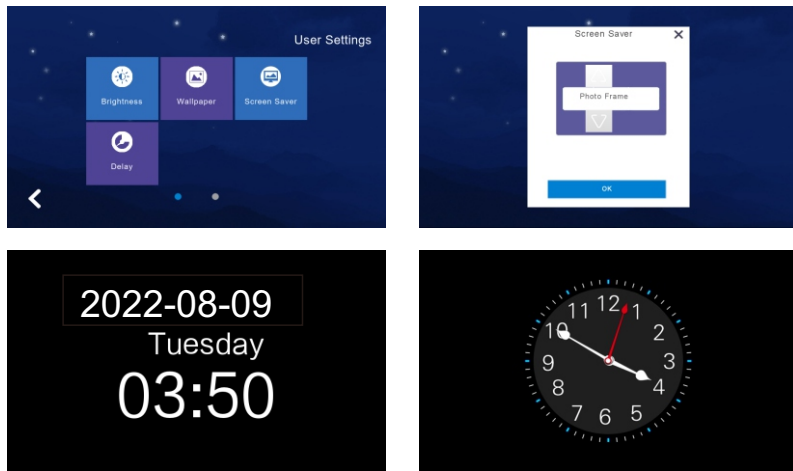 User Settings
Brightness Wallpaper Screen Saver
Delay
Screen Saver
Photo Frame
OK
2022-08-09
Tuesday
03:50
12
11 1
10 2
9 3
8 4
7 5
6